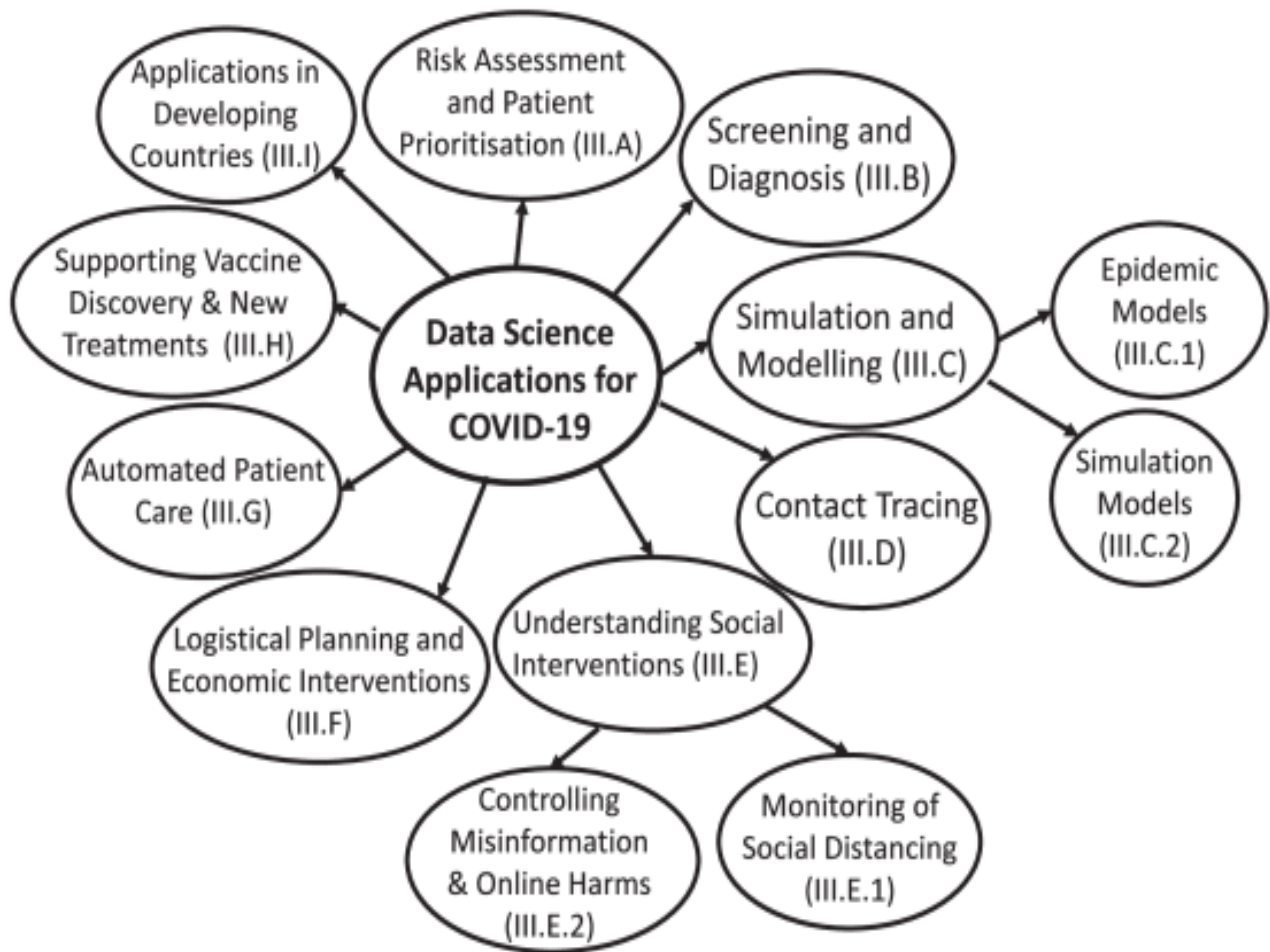 Applications in
Developing
Countries (III.I)
Risk Assessment
and Patient
Prioritisation (III.A)
Screening and
Diagnosis (III.B)
Supporting Vaccine
Discovery & New
Treatments (III.H)
Data Science
Applications for
COVID-19
Simulation and
Modelling (III.C)
Epidemic
Models
(III.C.1)
Simulation
Models
(III.C.2)
Automated Patient
Care (III.G)
Contact Tracing
(III.D)
Logistical Planning and
Economic Interventions
(III.F)
Understanding Social
Interventions (III.E)
Controlling
Misinformation
& Online Harms
(III.E.2)
Monitoring of
Social Distancing
(III.E.1)